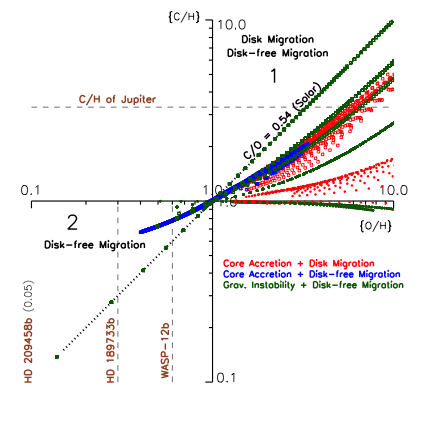 {C/H}
10.0
Disk Migration
Disk-free Migration
1
C/H of Jupiter
C/O = 0.54 (Solar)
0.1
1.0
10.0
{O/H}
2
Disk-free Migration
Core Accretion + Disk Migration
Core Accretion + Disk-free Migration
Grav. Instability + Disk-free Migration
HD 209458b (0.05)
HD 189733b
WASP-12b
0.1